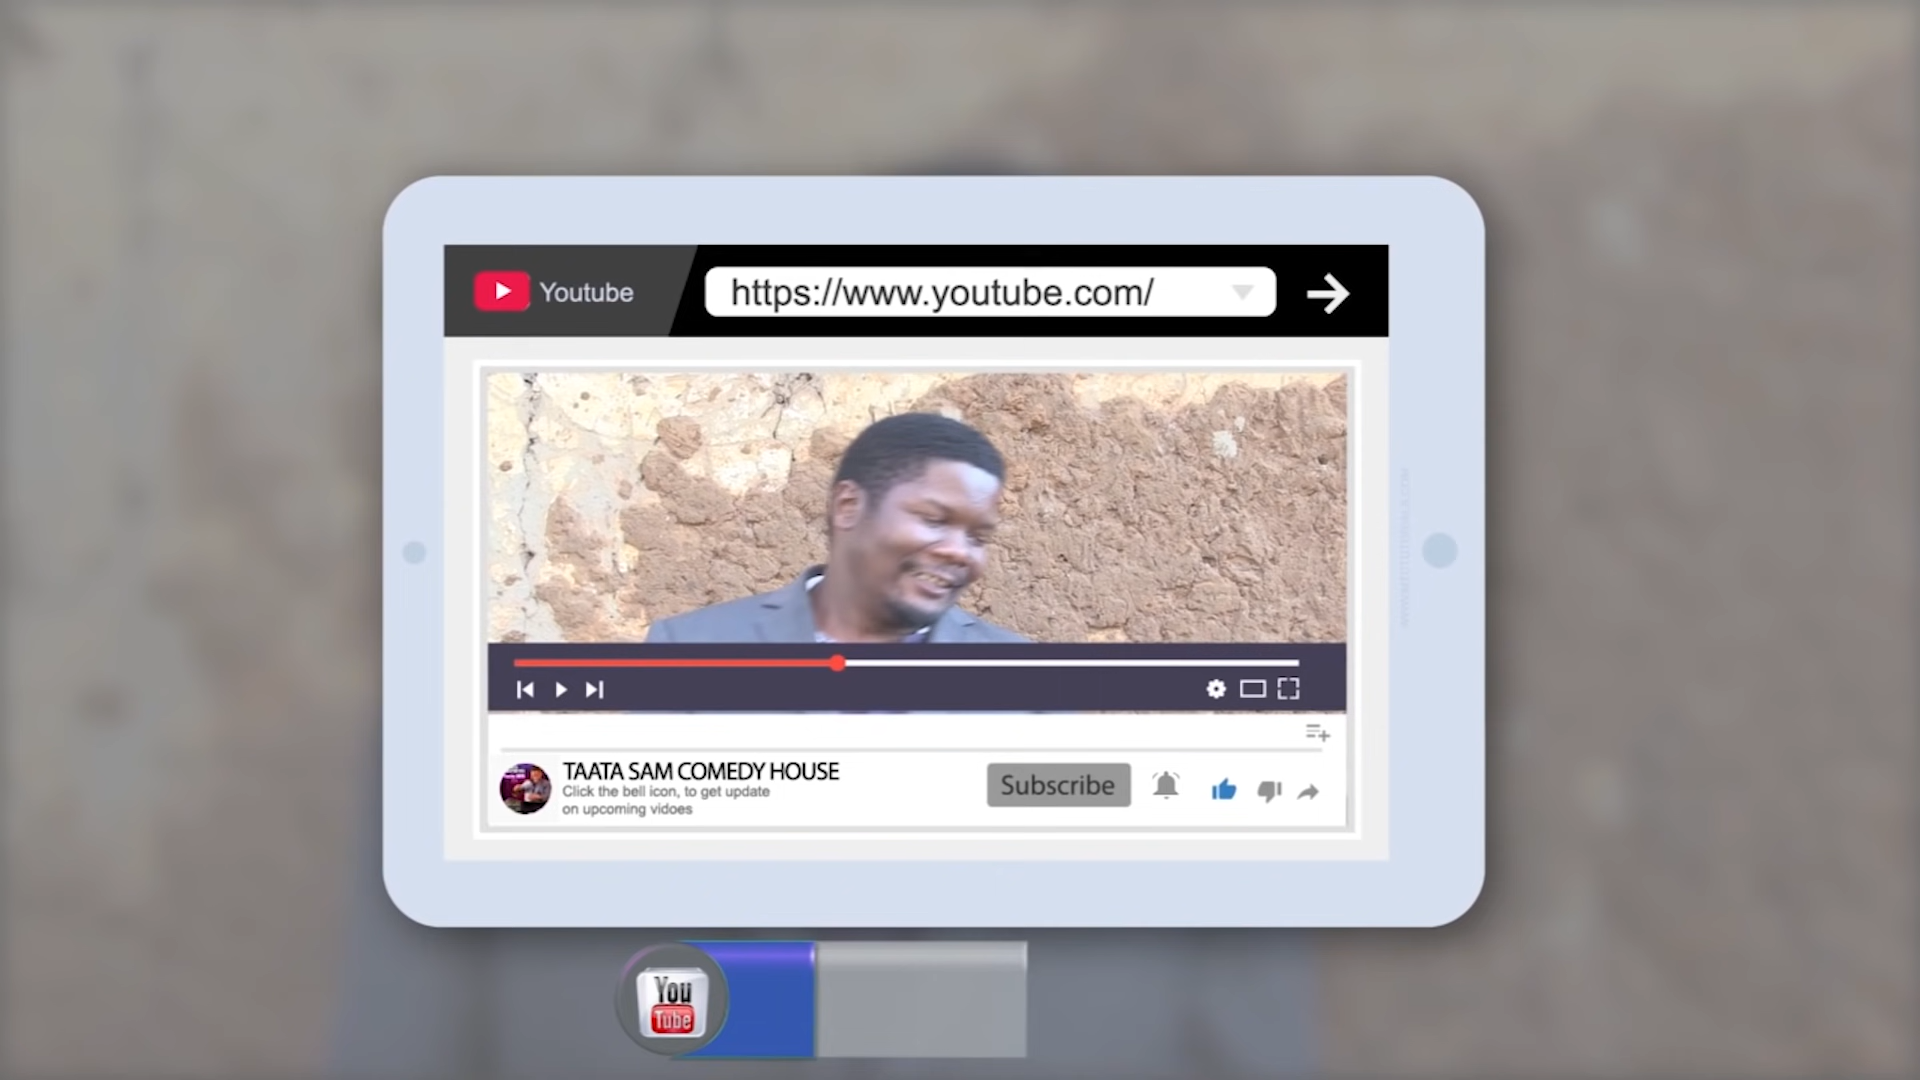 Youtube
https://www.youtube.com/
TAATA SAM COMEDY HOUSE
Click the bell icon, to get update
on upcoming vidoes
Subscribe
You
Tube